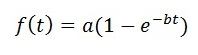 f(t) = a(1 − e^{−bt})